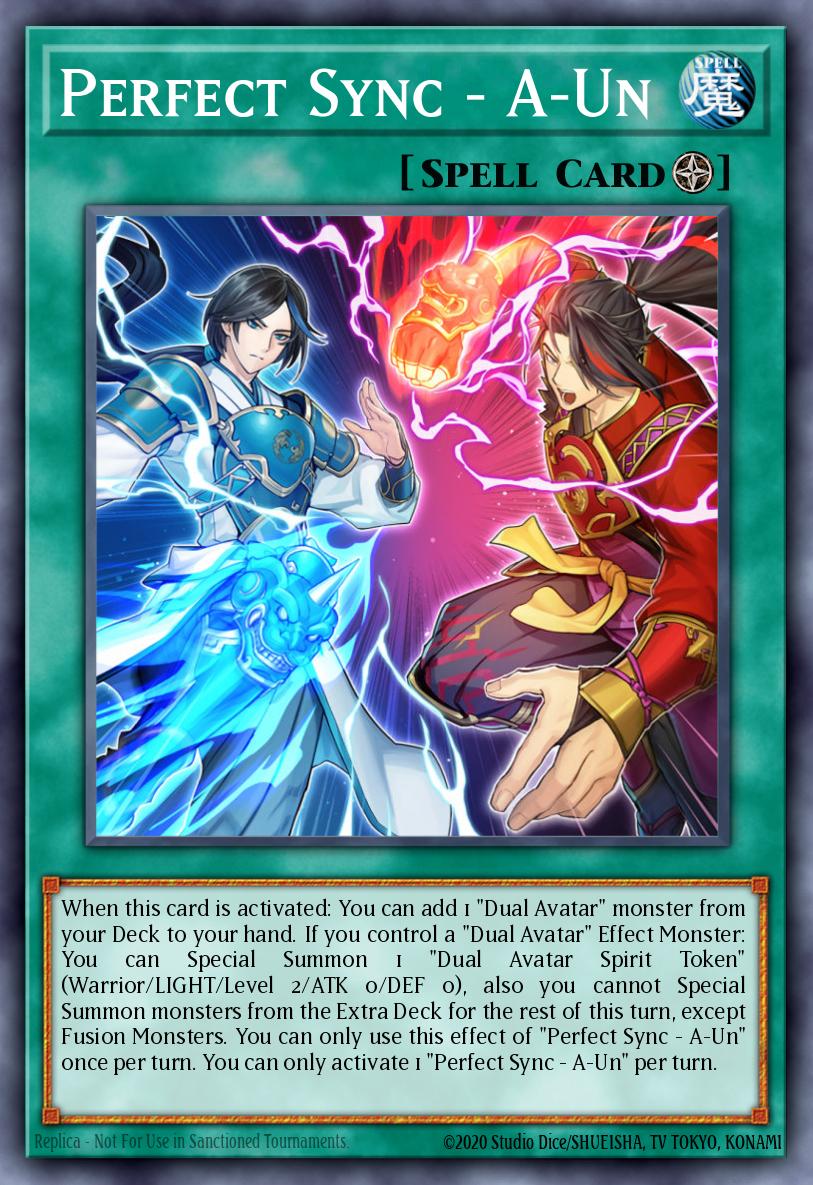 Perfect Sync - A-Un
SPELL
魔
[Spell Card]
When this card is activated: You can add 1 "Dual Avatar" monster from
your Deck to your hand. If you control a "Dual Avatar" Effect Monster:
You can Special Summon 1 "Dual Avatar Spirit Token"
(Warrior/LIGHT/Level 2/ATK 0/DEF 0), also you cannot Special
Summon monsters from the Extra Deck for the rest of this turn, except
Fusion Monsters. You can only use this effect of "Perfect Sync - A-Un"
once per turn. You can only activate 1 "Perfect Sync - A-Un" per turn.
Replica - Not For Use in Sanctioned Tournaments.
©2020 Studio Dice/SHUEISHA, TV TOKYO, KONAMI